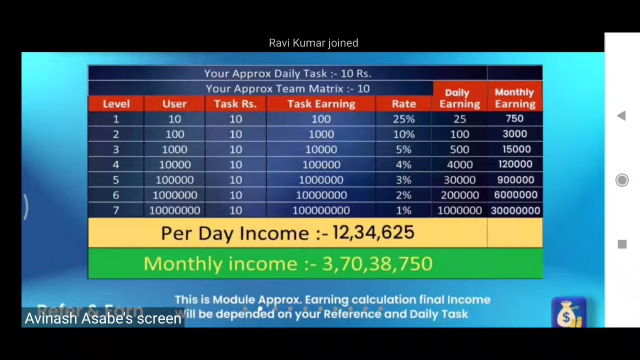 Ravi Kumar joined
Your Approx Daily Task :- 10 Rs.
Your Approx Team Matrix :- 10
Level User Task Rs. Task Earning Rate Daily Earning Monthly Earning
1 10 10 100 25% 25 750
2 100 10 1000 10% 100 3000
3 1000 10 10000 5% 500 15000
4 10000 10 100000 4% 4000 120000
5 100000 10 1000000 3% 30000 900000
6 1000000 10 10000000 2% 200000 6000000
7 10000000 10 100000000 1% 1000000 30000000
Per Day Income :- 12,34,625
Monthly income :- 3,70,38,750
This is Module Approx. Earning calculation final Income
will be depended on your Reference and Daily Task
Refer & Earn
Avinash Asabe's screen